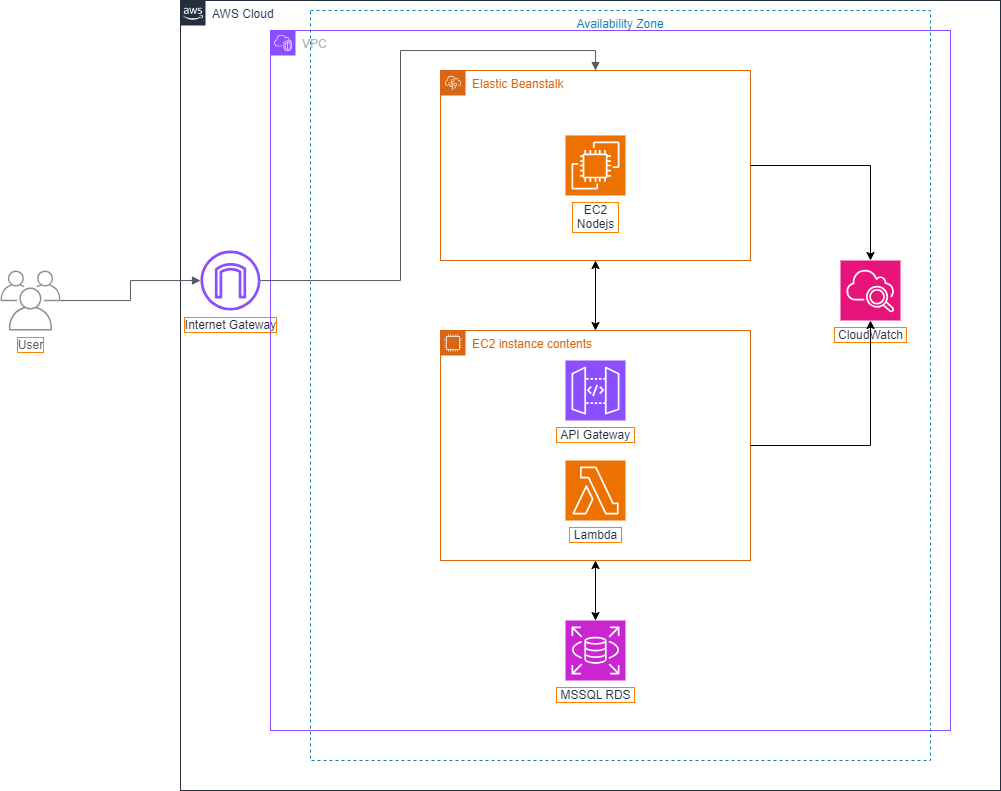 aws
AWS Cloud
Availability Zone
VPC
Elastic Beanstalk
EC2
Nodejs
Internet Gateway
User
CloudWatch
EC2 instance contents
</>
API Gateway
Lambda
MSSQL RDS